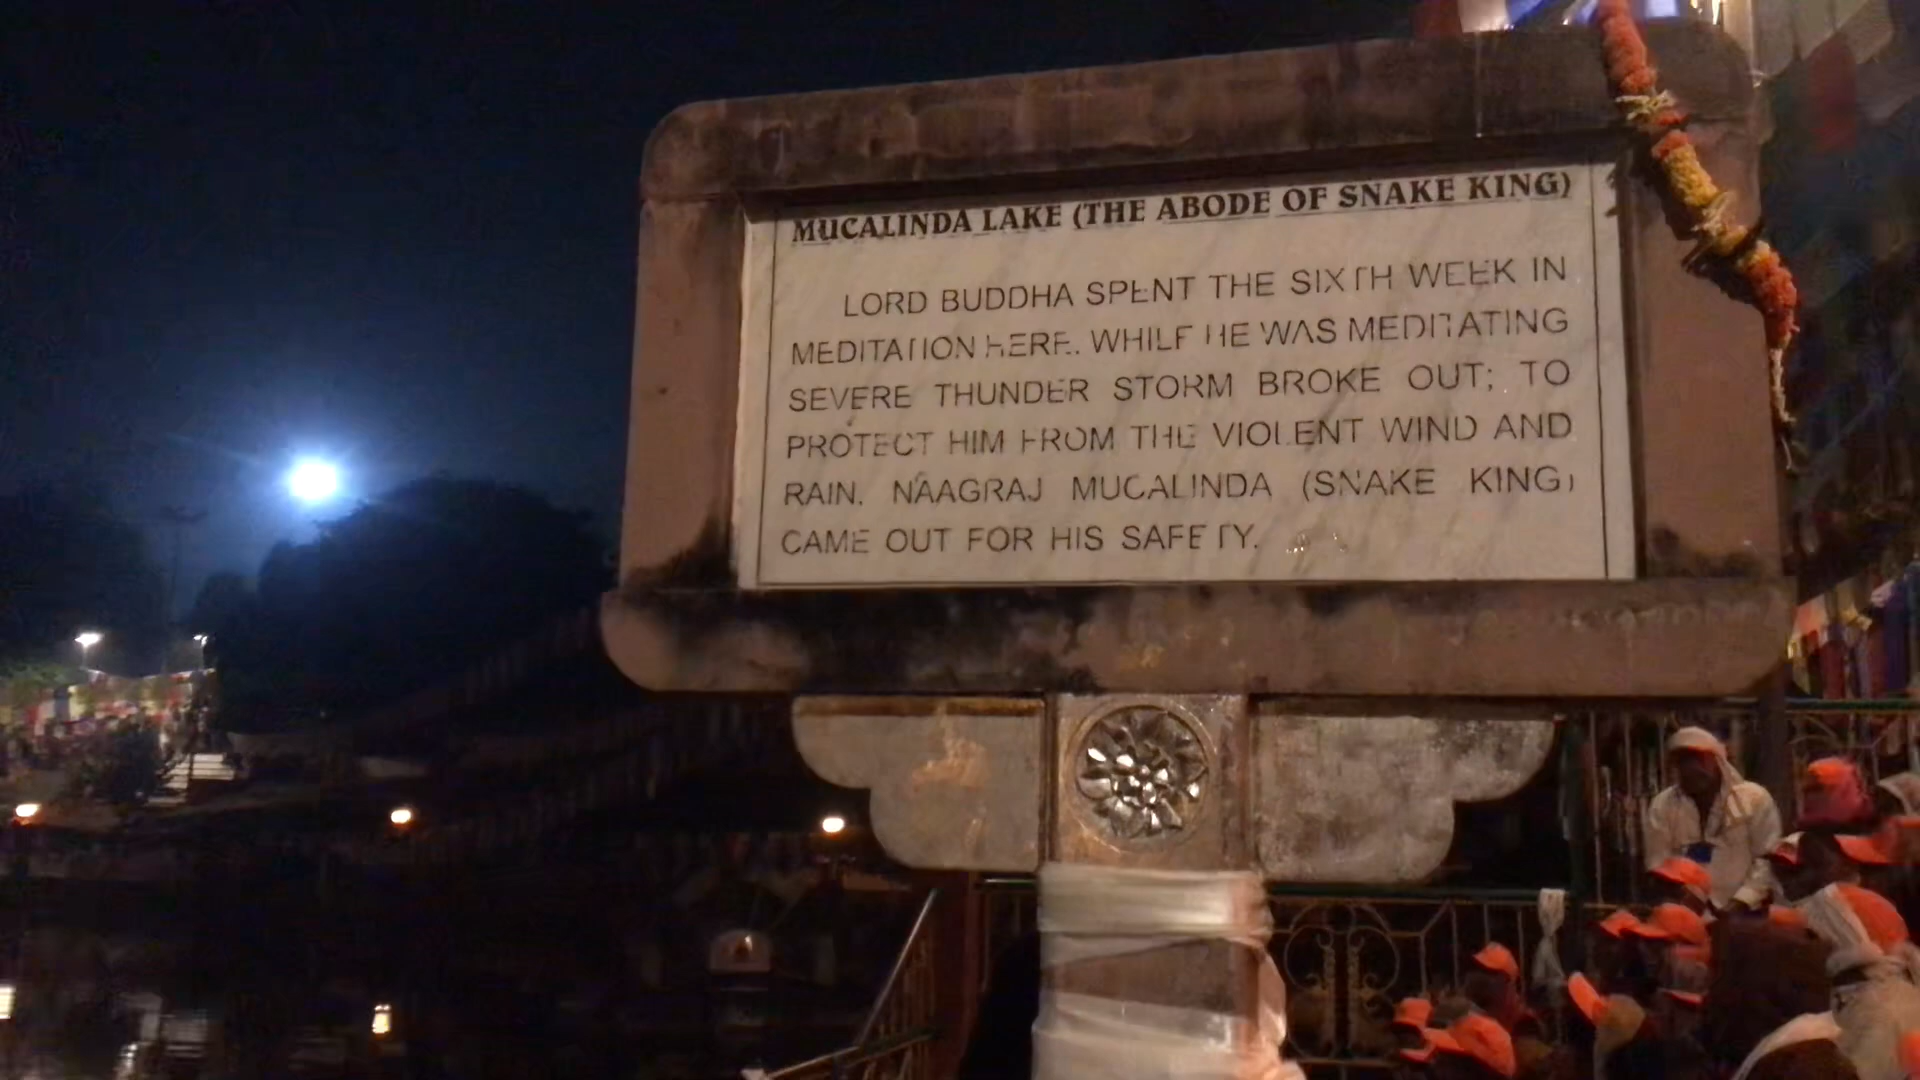 MUCALINDA LAKE (THE ABODE OF SNAKE KING)
LORD BUDDHA SPENT THE SIXTH WEEK IN
MEDITATION HERE. WHILE HE WAS MEDITATING
SEVERE THUNDER STORM BROKE OUT; TO
PROTECT HIM FROM THE VIOLENT WIND AND
RAIN. NAAGRAJ MUCALINDA (SNAKE KING)
CAME OUT FOR HIS SAFETY.